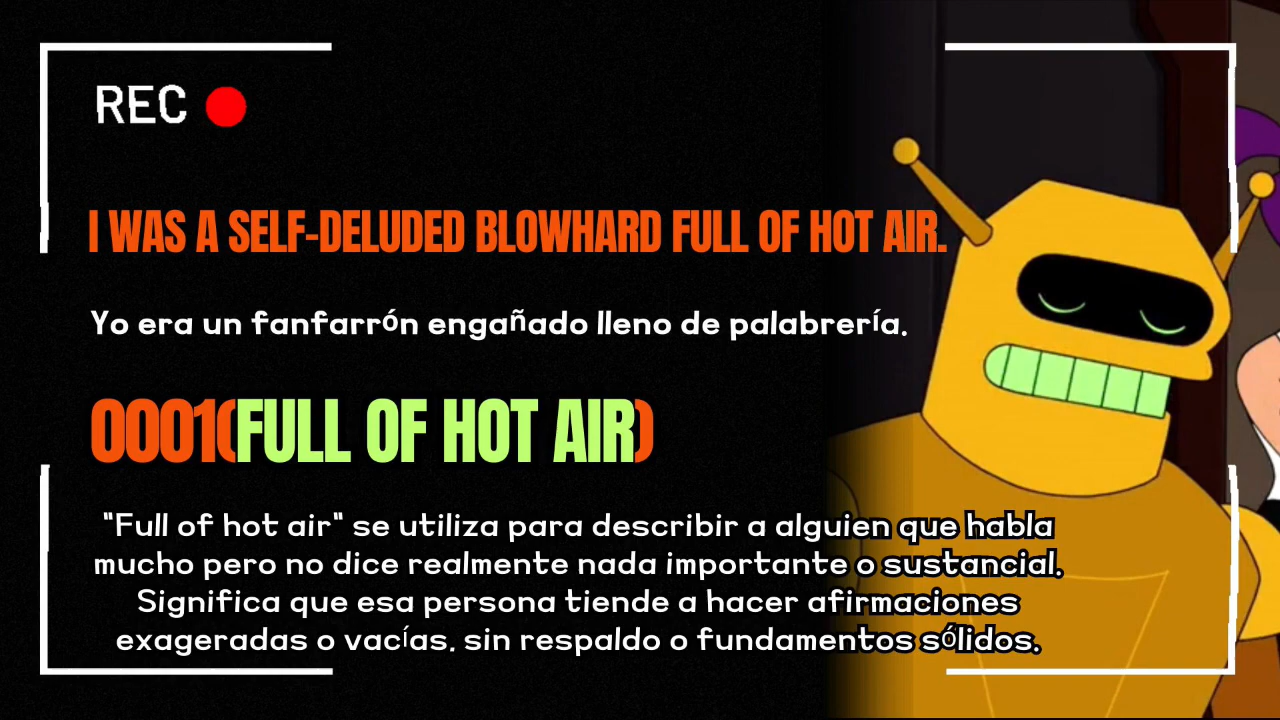 REC
I WAS A SELF-DELUDED BLOWHARD FULL OF HOT AIR.
Yo era un fanfarrón engañado lleno de palabrería.
0001(FULL OF HOT AIR)
"Full of hot air" se utiliza para describir a alguien que habla
mucho pero no dice realmente nada importante o sustancial.
Significa que esa persona tiende a hacer afirmaciones
exageradas o vacías, sin respaldo o fundamentos sólidos.